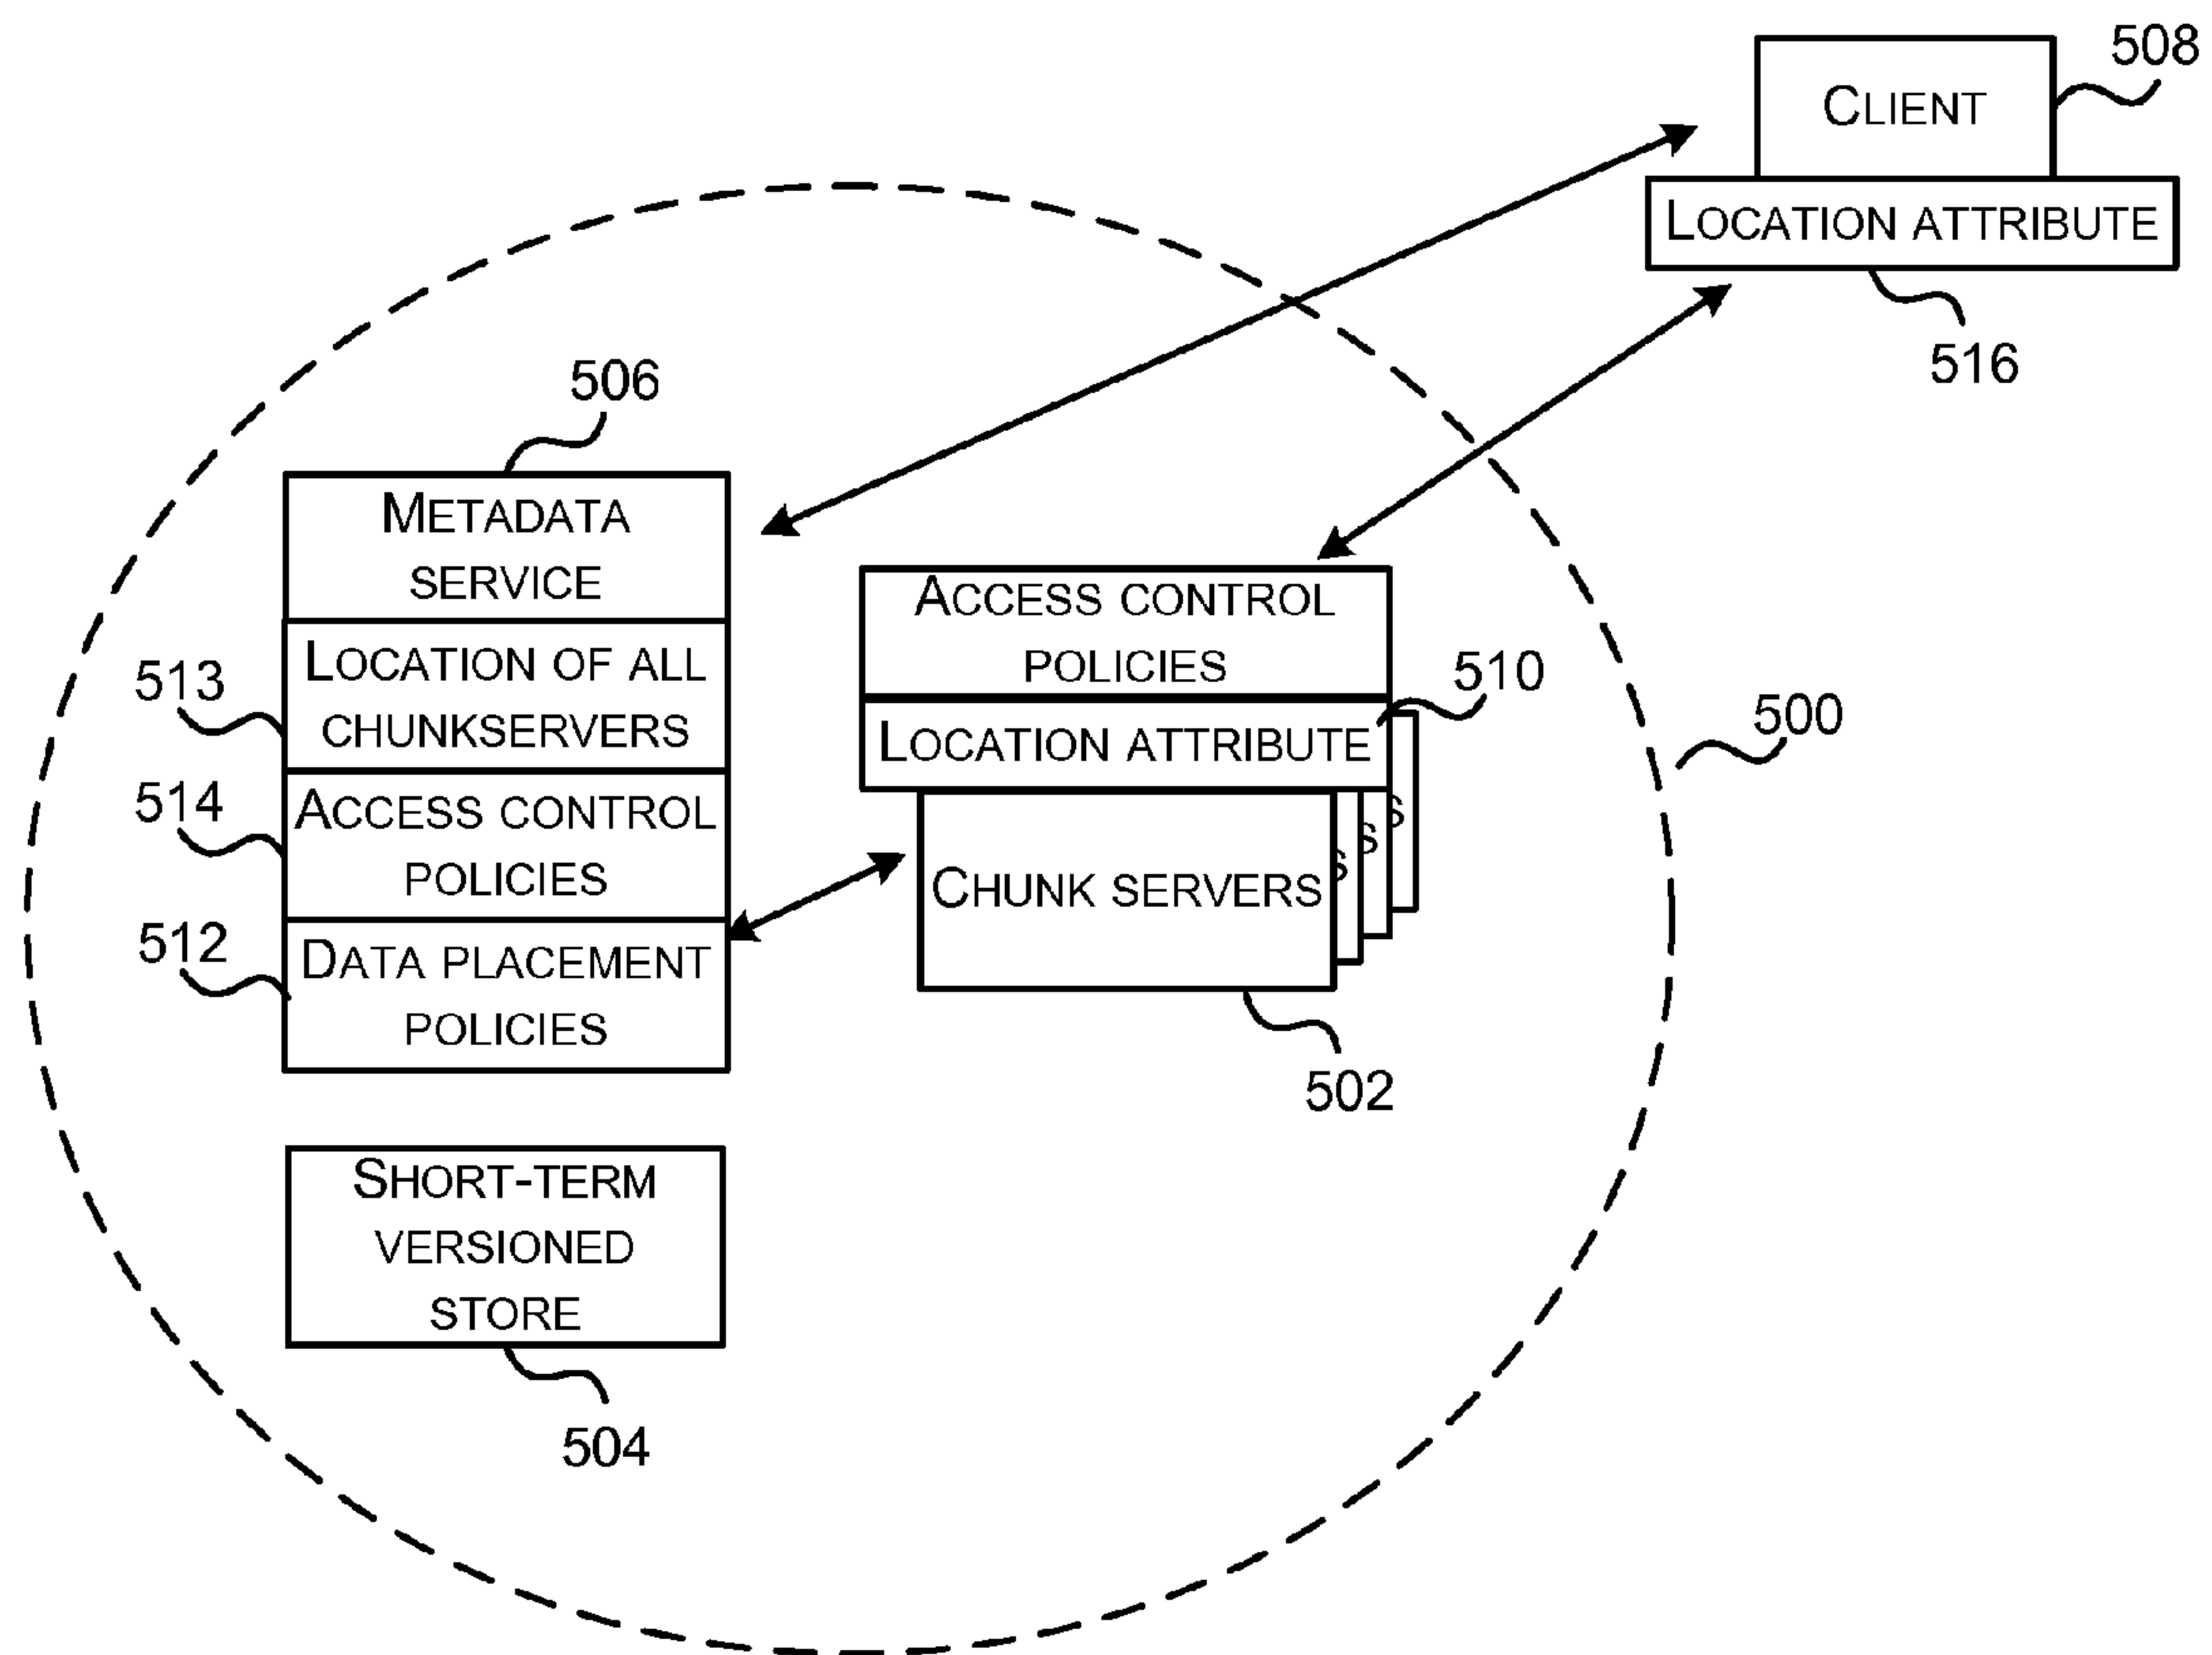 508
CLIENT
LOCATION ATTRIBUTE
516
506
METADATA
SERVICE
513
LOCATION OF ALL
CHUNKSERVERS
514
ACCESS CONTROL
POLICIES
512
DATA PLACEMENT
POLICIES
ACCESS CONTROL
POLICIES
510
LOCATION ATTRIBUTE
CHUNK SERVERS
S
S
S
502
500
SHORT-TERM
VERSIONED
STORE
504